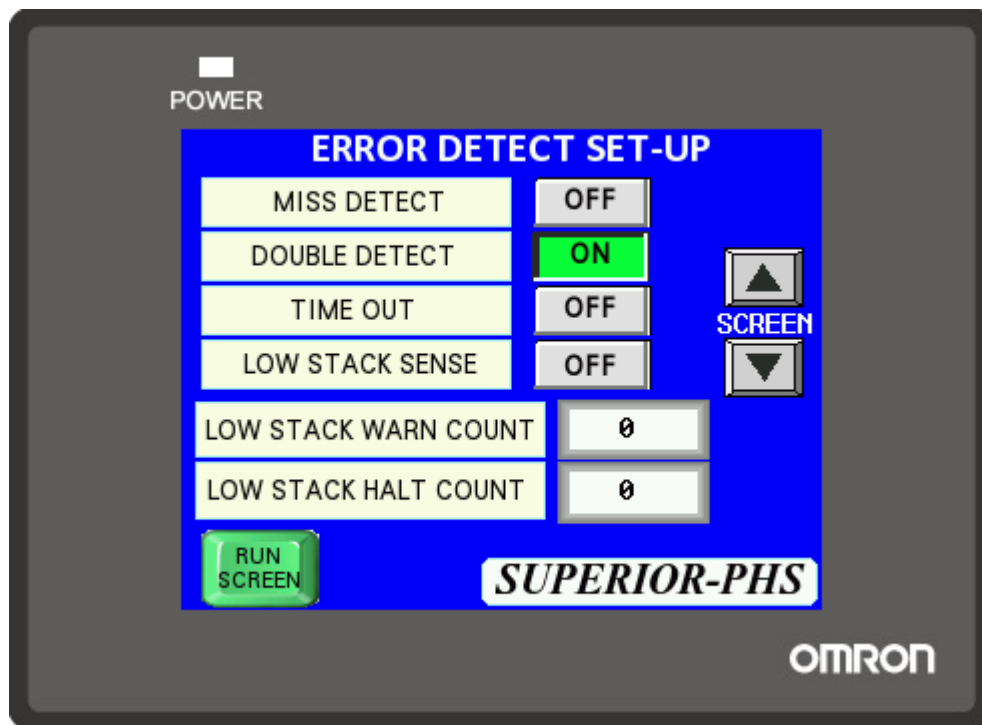 POWER
ERROR DETECT SET-UP
MISS DETECT OFF
DOUBLE DETECT ON
TIME OUT OFF
SCREEN
LOW STACK SENSE OFF
LOW STACK WARN COUNT 0
LOW STACK HALT COUNT 0
RUN
SCREEN
SUPERIOR-PHS
OMRON